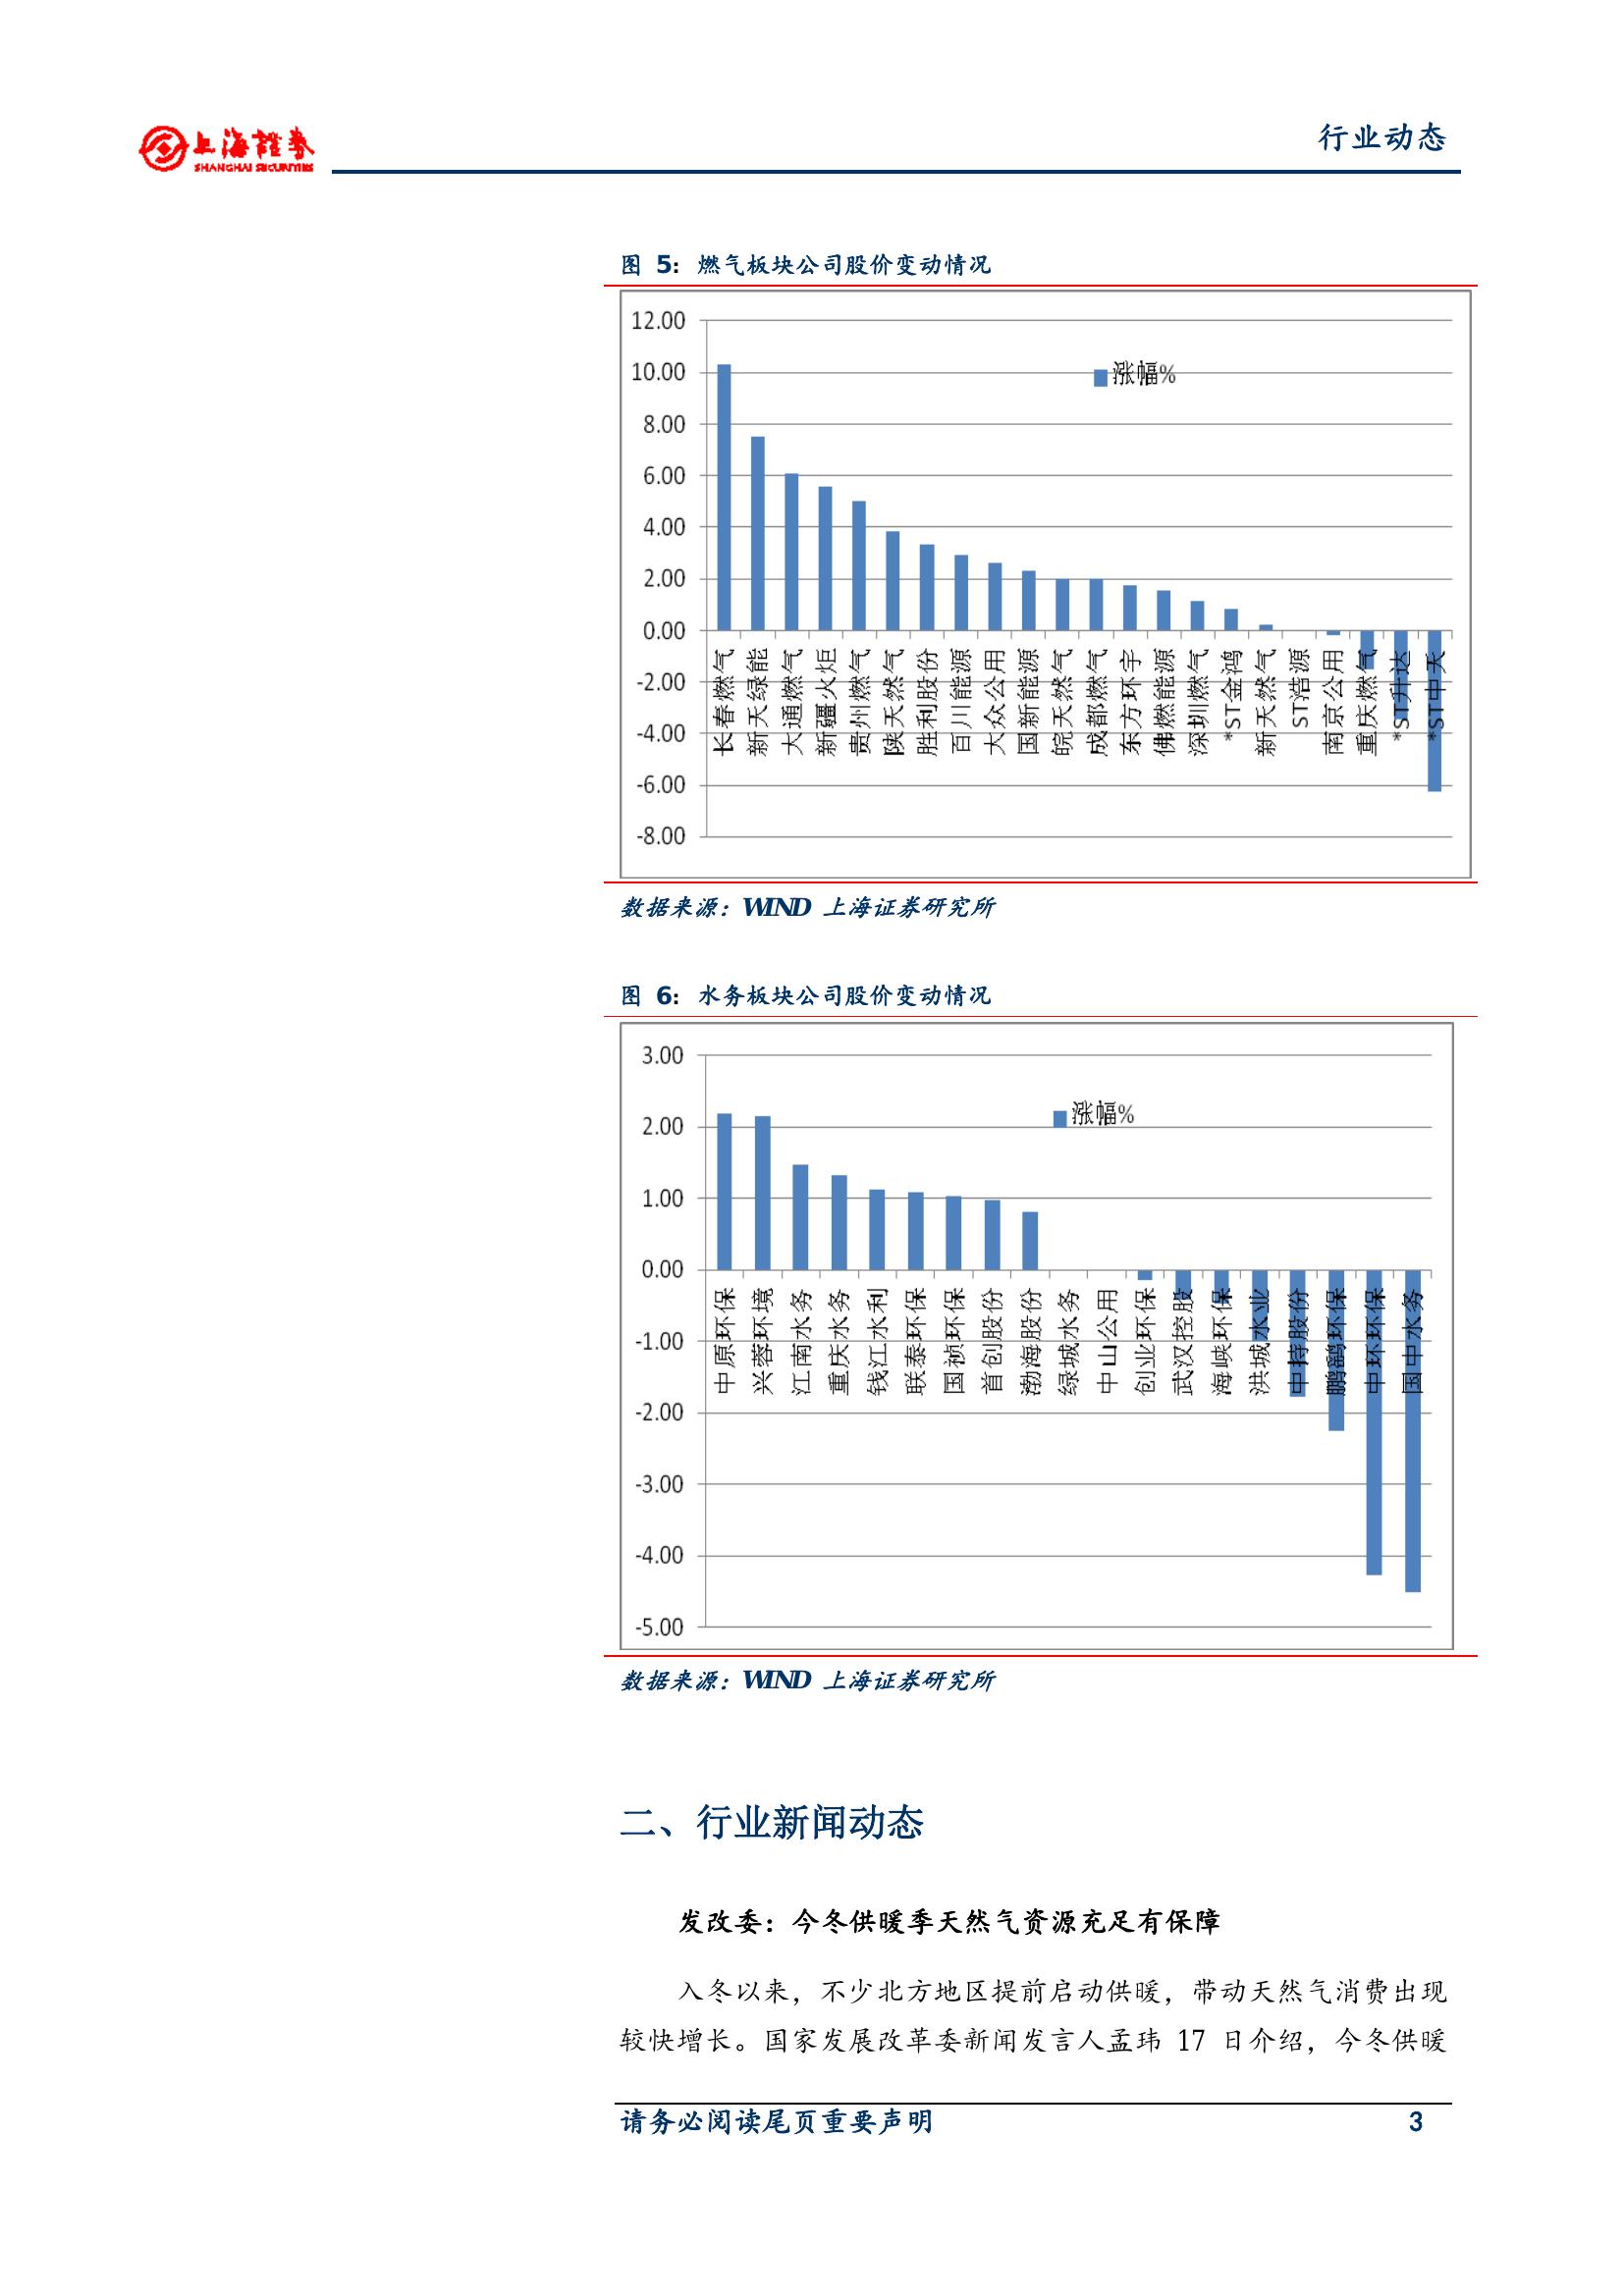 上海證券
SHANGHAI SECURITIES
行业动态
图 5：燃气板块公司股价变动情况
12.00
10.00
8.00
6.00
4.00
2.00
0.00
-2.00
-4.00
-6.00
-8.00
涨幅%
长春燃气
新天绿能
大通燃气
新疆火炬
贵州燃气
陕天然气
胜利股份
百川能源
大众公用
国新能源
皖天然气
成都燃气
东方环宇
佛燃能源
深圳燃气
*ST金鸿
新天然气
ST浩源
南京公用
重庆燃气
*ST升达
*ST中天
数据来源：WIND 上海证券研究所
图 6：水务板块公司股价变动情况
3.00
2.00
1.00
0.00
-1.00
-2.00
-3.00
-4.00
-5.00
涨幅%
中原环保
兴蓉环境
江南水务
重庆水务
钱江水利
联泰环保
国祯环保
首创股份
渤海股份
绿城水务
中山公用
创业环保
武汉控股
海峡环保
洪城水业
中持股份
鹏鹞环保
中环环保
国中水务
数据来源：WIND 上海证券研究所
二、行业新闻动态
发改委：今冬供暖季天然气资源充足有保障
入冬以来，不少北方地区提前启动供暖，带动天然气消费出现
较快增长。国家发展改革委新闻发言人孟玮 17 日介绍，今冬供暖
请务必阅读尾页重要声明
3